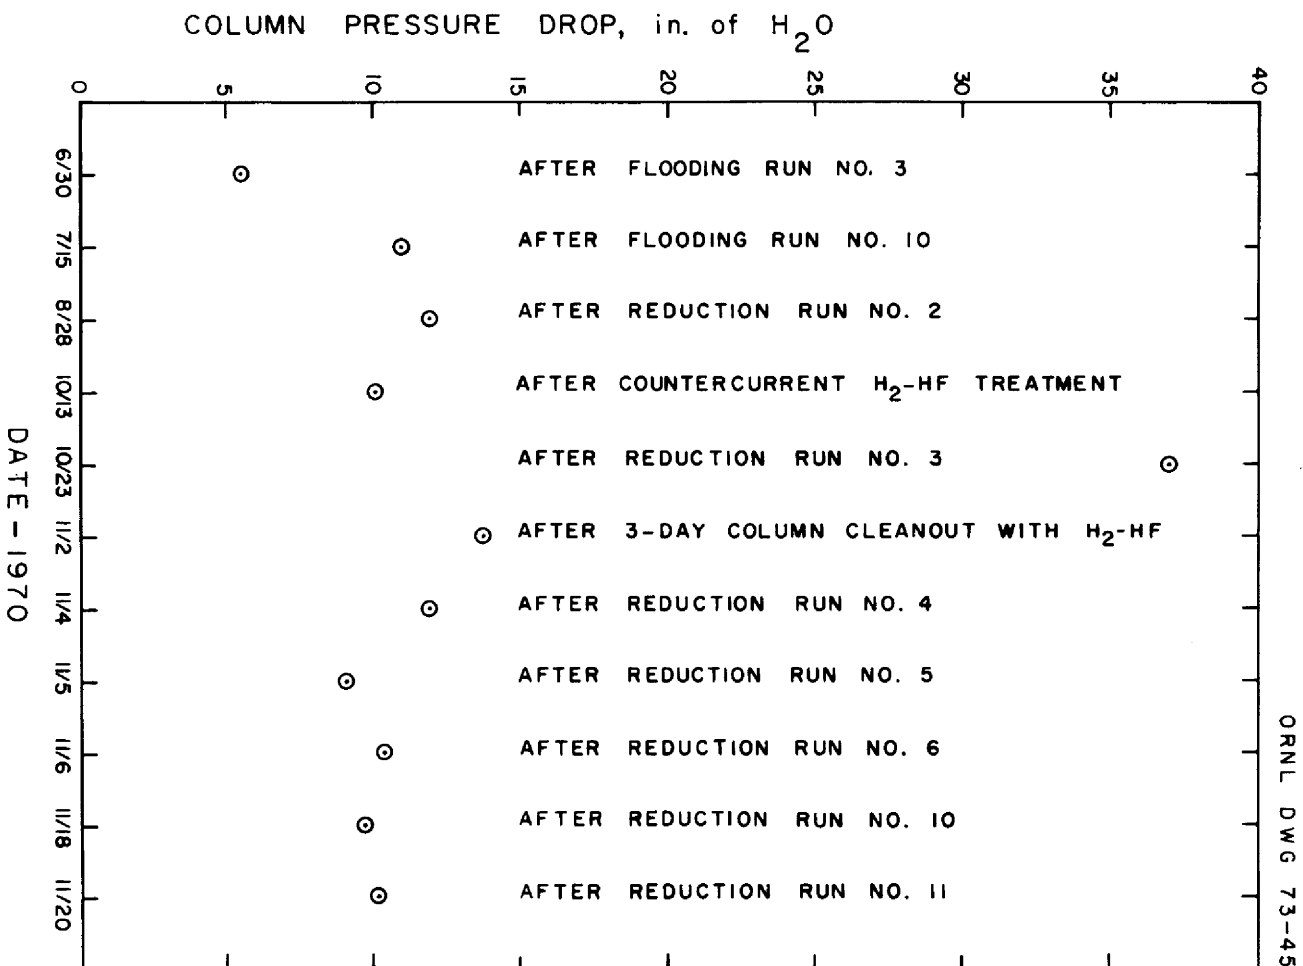 COLUMN PRESSURE DROP, in. of H2O
0 5 10 15 20 25 30 35 40
6/30 AFTER FLOODING RUN NO. 3
7/15 AFTER FLOODING RUN NO. 10
8/28 AFTER REDUCTION RUN NO. 2
10/13 AFTER COUNTERCURRENT H2-HF TREATMENT
10/23 AFTER REDUCTION RUN NO. 3
11/2 AFTER 3-DAY COLUMN CLEANOUT WITH H2-HF
11/4 AFTER REDUCTION RUN NO. 4
11/5 AFTER REDUCTION RUN NO. 5
11/6 AFTER REDUCTION RUN NO. 6
11/18 AFTER REDUCTION RUN NO. 10
11/20 AFTER REDUCTION RUN NO. 11
DATE-1970
ORNL DWG 73-45